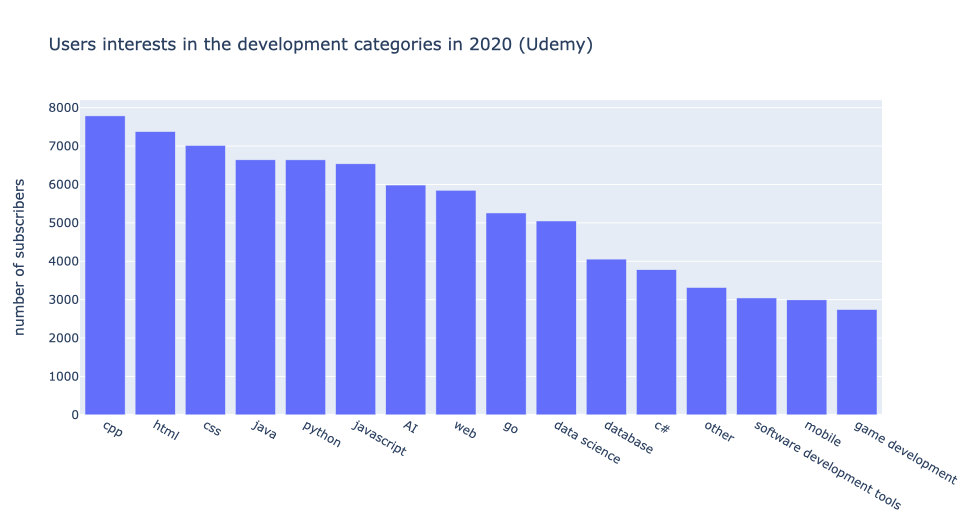 Users interests in the development categories in 2020 (Udemy)
number of subscribers
8000
7000
6000
5000
4000
3000
2000
1000
0
cpp
html
css
java
python
javascript
AI
web
go
data science
database
c#
other
software development tools
mobile
game development